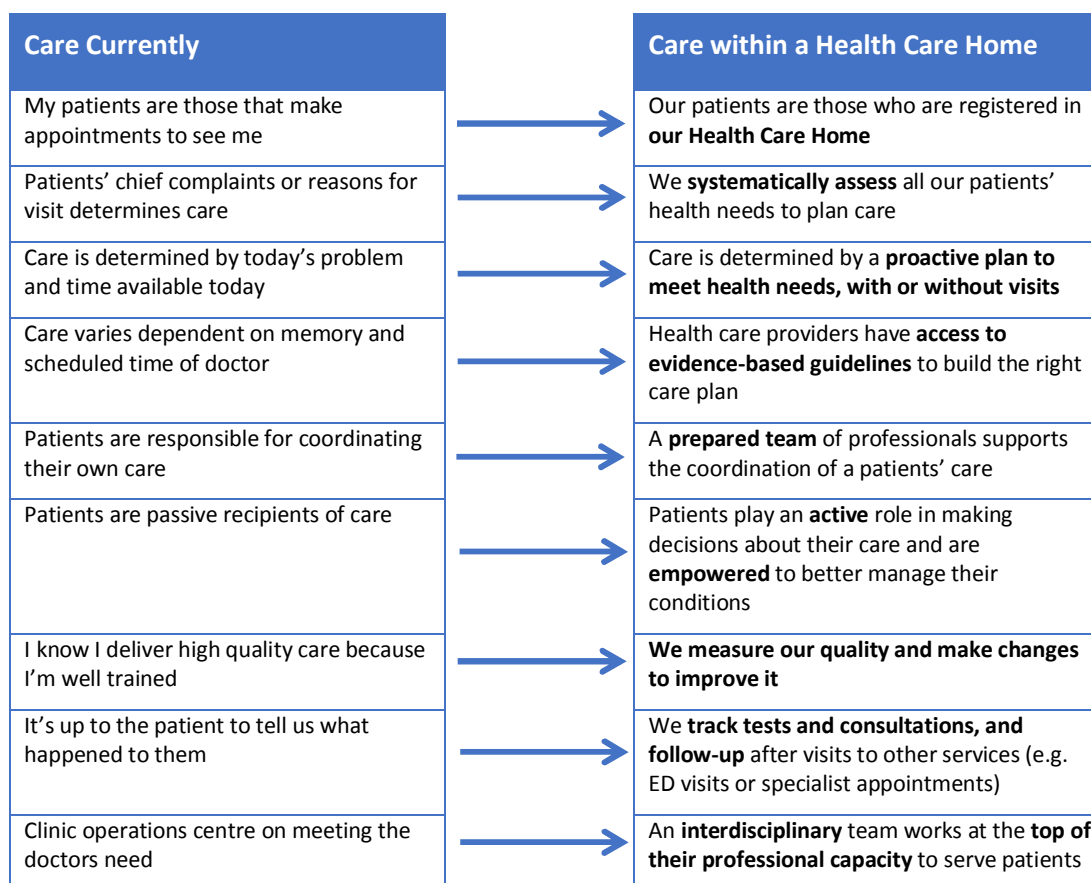 Care Currently
Care within a Health Care Home
My patients are those that make
appointments to see me
Our patients are those who are registered in
our Health Care Home
Patients’ chief complaints or reasons for
visit determines care
We systematically assess all our patients’
health needs to plan care
Care is determined by today’s problem
and time available today
Care is determined by a proactive plan to
meet health needs, with or without visits
Care varies dependent on memory and
scheduled time of doctor
Health care providers have access to
evidence-based guidelines to build the right
care plan
Patients are responsible for coordinating
their own care
A prepared team of professionals supports
the coordination of a patients’ care
Patients are passive recipients of care
Patients play an active role in making
decisions about their care and are
empowered to better manage their
conditions
I know I deliver high quality care because
I’m well trained
We measure our quality and make changes
to improve it
It’s up to the patient to tell us what
happened to them
We track tests and consultations, and
follow-up after visits to other services (e.g.
ED visits or specialist appointments)
Clinic operations centre on meeting the
doctors need
An interdisciplinary team works at the top of
their professional capacity to serve patients